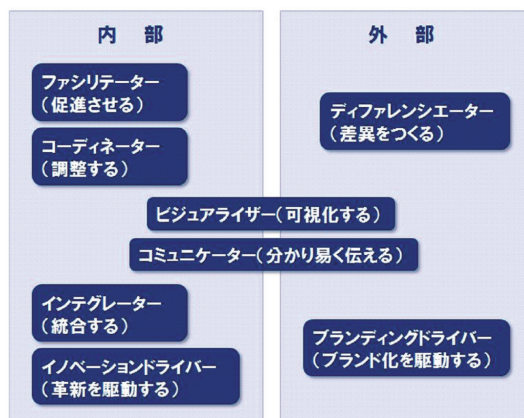 内部
外部
ファシリテーター
(促進させる)
コーディネーター
(調整する)
ディファレンシエーター
(差異をつくる)
ビジュアライザー(可視化する)
コミュニケーター(分かり易く伝える)
インテグレーター
(統合する)
イノベーションドライバー
(革新を駆動する)
ブランディングドライバー
(ブランド化を駆動する)